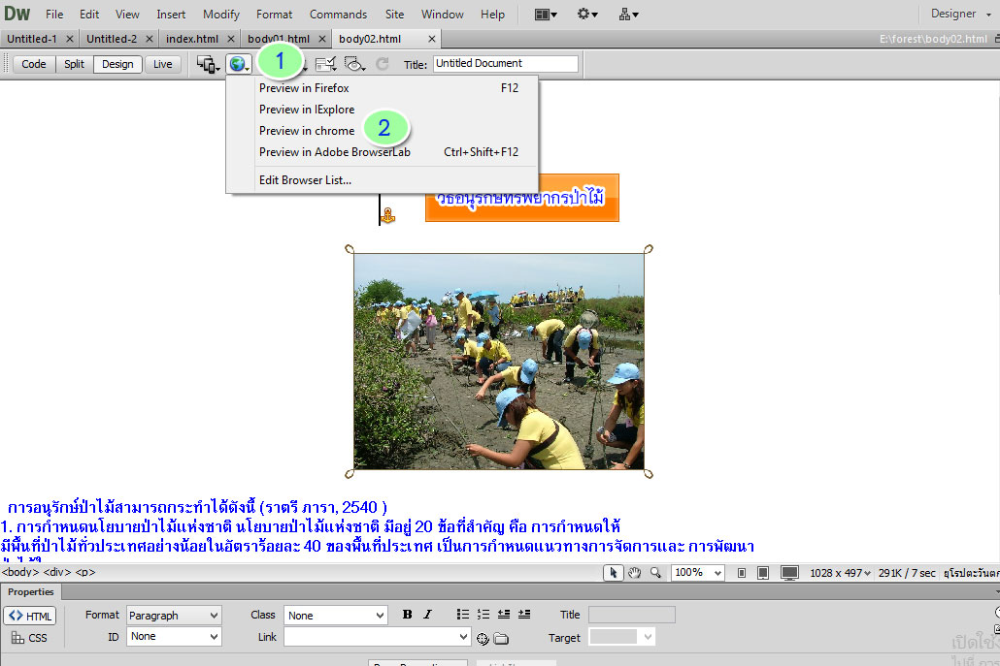 Dw File Edit View Insert Modify Format Commands Site Window Help Designer
Untitled-1 × Untitled-2 × index.html × body01.html × body02.html × E:\forest\body02.html
Code Split Design Live 1 Title: Untitled Document
Preview in Firefox F12
Preview in IExplore
Preview in chrome 2
Preview in Adobe BrowserLab Ctrl+Shift+F12
Edit Browser List...
วิธีอนุรักษ์ทรัพยากรป่าไม้
การอนุรักษ์ป่าไม้สามารถกระทำได้ดังนี้ (ราตรี ภารา, 2540 )
1. การกำหนดนโยบายป่าไม้แห่งชาติ นโยบายป่าไม้แห่งชาติ มีอยู่ 20 ข้อที่สำคัญ คือ การกำหนดให้
มีพื้นที่ป่าไม้ทั่วประเทศอย่างน้อยในอัตราร้อยละ 40 ของพื้นที่ประเทศ เป็นการกำหนดแนวทางการจัดการและ การพัฒนา
<body> <div> <p> 100% 1028 x 497 291K / 7 sec ยุโรปตะวันตก
Properties
<> HTML Format Paragraph Class None B I Title
CSS ID None Link Target
เปิดใช้ง